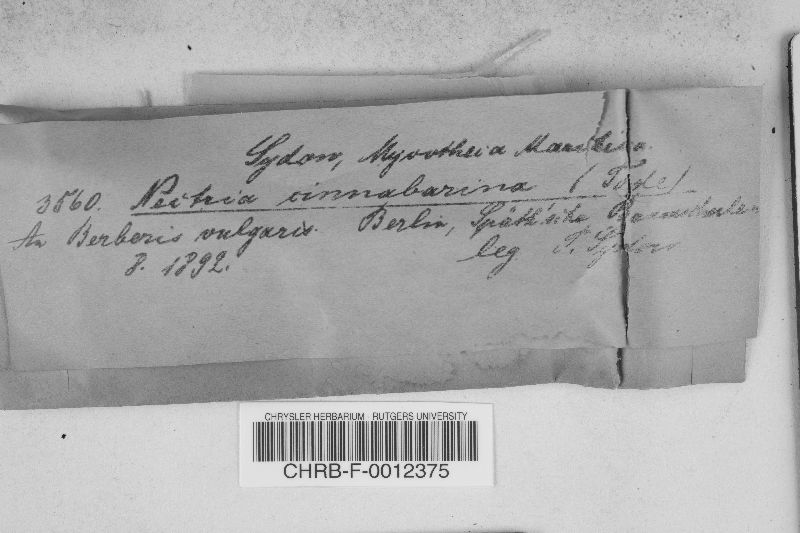 Sydow, Mycotheca Marchica.
3560. Nectria cinnabarina (Tode)
An Berberis vulgaris. Berlin, Späth'sche Baumschulen
8. 1892. leg P. Sydow
CHRYSLER HERBARIUM RUTGERS UNIVERSITY
CHRB-F-0012375